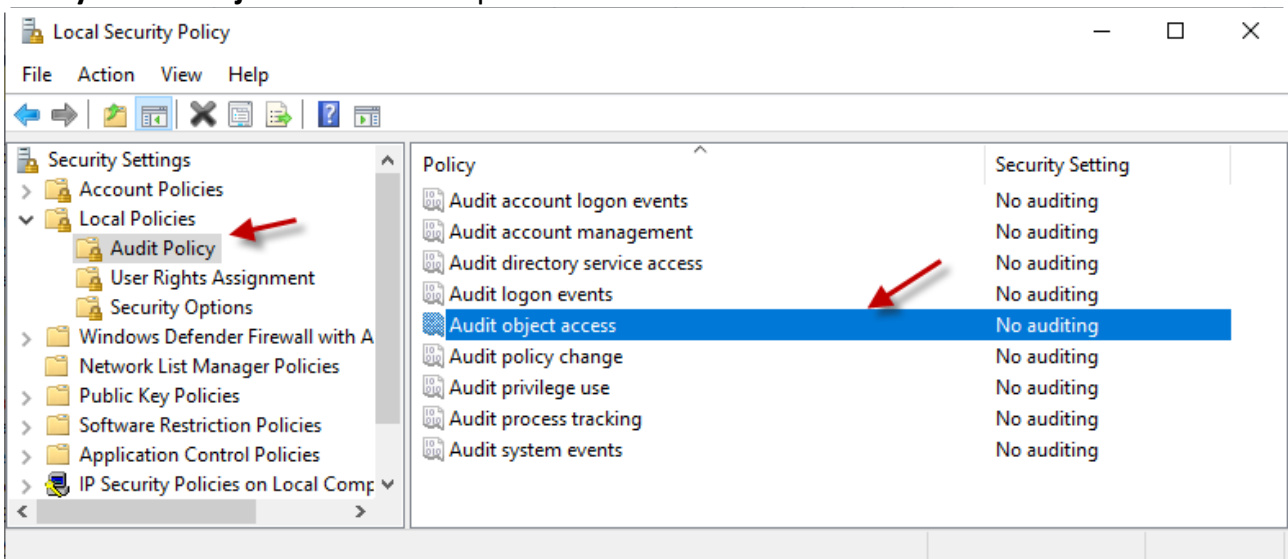 Local Security Policy
File Action View Help
Security Settings
Account Policies
Local Policies
Audit Policy
User Rights Assignment
Security Options
Windows Defender Firewall with A
Network List Manager Policies
Public Key Policies
Software Restriction Policies
Application Control Policies
IP Security Policies on Local Comp
Policy Security Setting
Audit account logon events No auditing
Audit account management No auditing
Audit directory service access No auditing
Audit logon events No auditing
Audit object access No auditing
Audit policy change No auditing
Audit privilege use No auditing
Audit process tracking No auditing
Audit system events No auditing